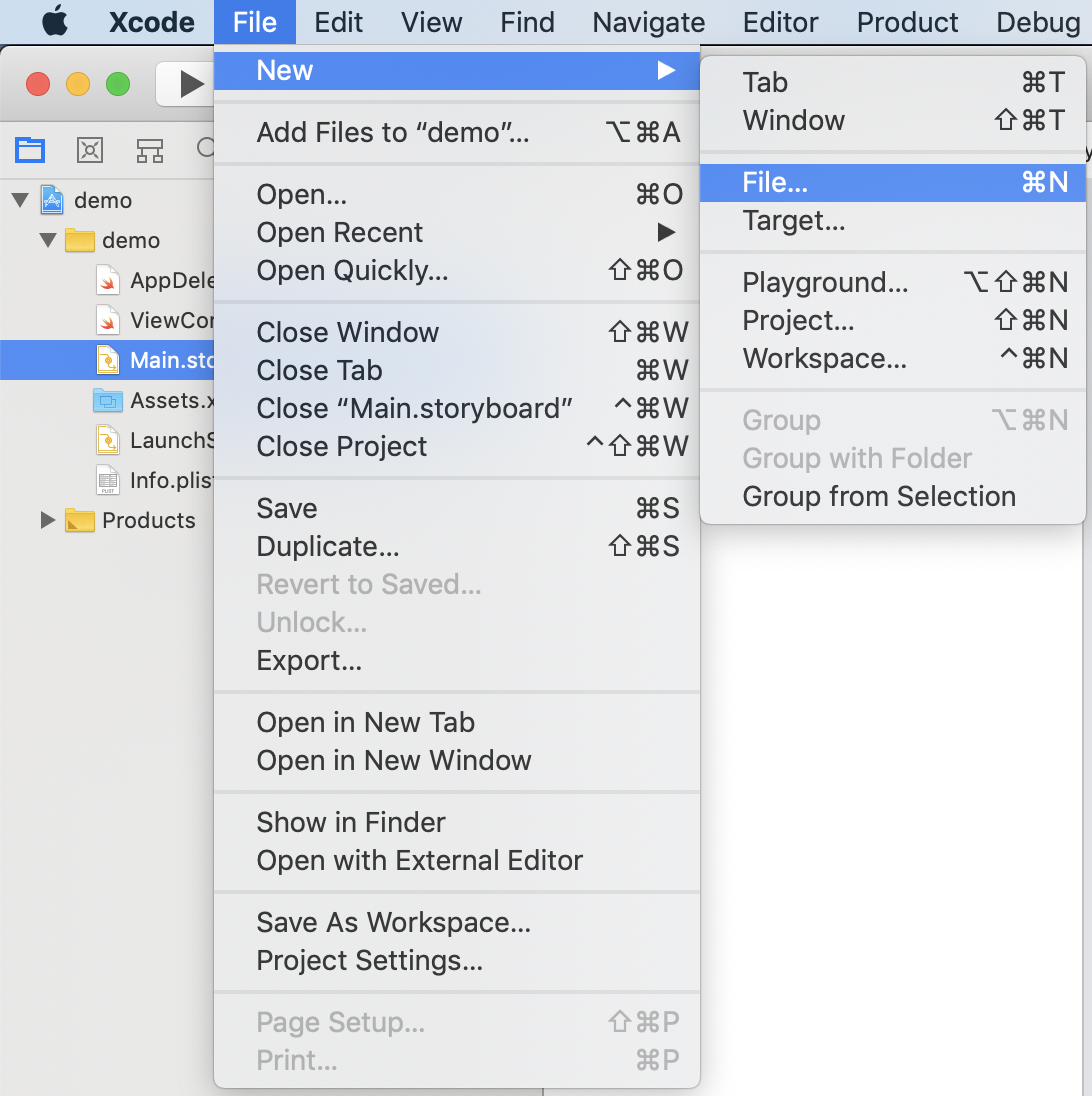 Xcode File Edit View Find Navigate Editor Product Debug
New
Add Files to “demo”... ⌥⌘A
Open... ⌘O
Open Recent
Open Quickly... ⇧⌘O
Close Window ⇧⌘W
Close Tab ⌘W
Close “Main.storyboard” ^⌘W
Close Project ^⇧⌘W
Save ⌘S
Duplicate... ⇧⌘S
Revert to Saved...
Unlock...
Export...
Open in New Tab
Open in New Window
Show in Finder
Open with External Editor
Save As Workspace...
Project Settings...
Page Setup... ⇧⌘P
Print... ⌘P
Tab ⌘T
Window ⇧⌘T
File... ⌘N
Target...
Playground... ⌥⇧⌘N
Project... ⇧⌘N
Workspace... ^⌘N
Group ⌥⌘N
Group with Folder
Group from Selection
demo
demo
AppDele
ViewCon
Main.sto
Assets.x
LaunchS
Info.plist
PLIST
Products